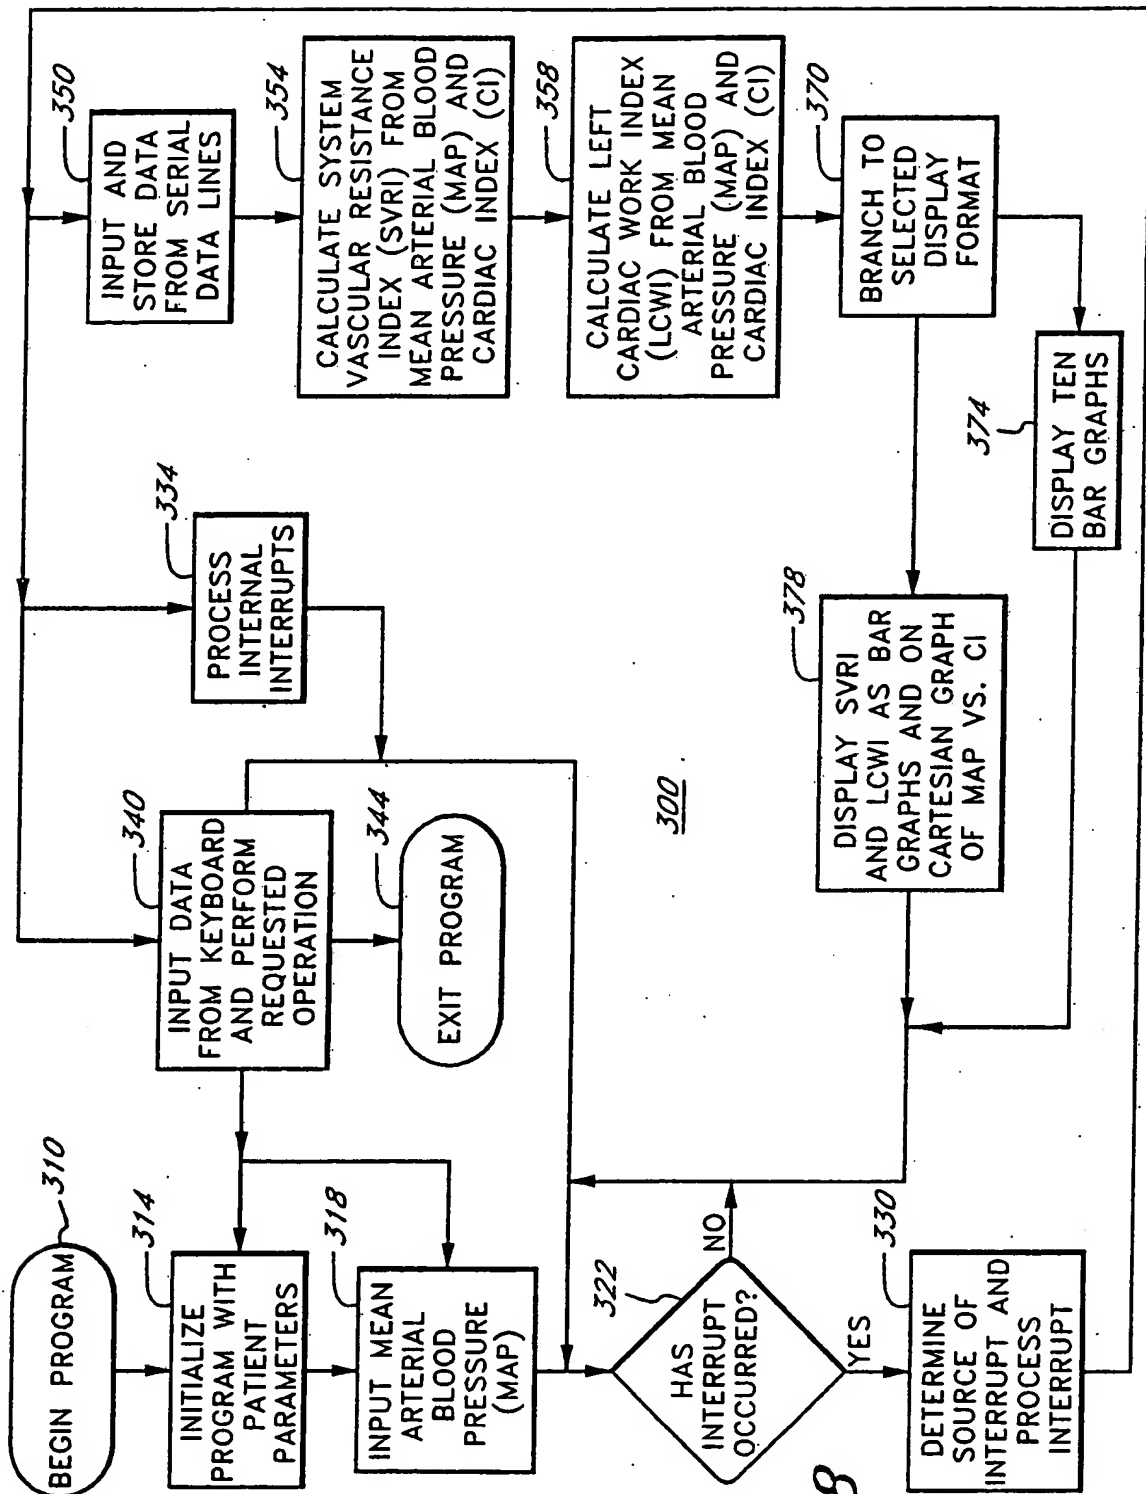 BEGIN PROGRAM
310
INITIALIZE
PROGRAM WITH
PATIENT
PARAMETERS
314
INPUT MEAN
ARTERIAL
BLOOD
PRESSURE
(MAP)
318
HAS
INTERRUPT
OCCURRED?
322
NO
YES
DETERMINE
SOURCE OF
INTERRUPT AND
PROCESS
INTERRUPT
330
INPUT DATA
FROM KEYBOARD
AND PERFORM
REQUESTED
OPERATION
340
EXIT PROGRAM
344
PROCESS
INTERNAL
INTERRUPTS
334
300
INPUT AND
STORE DATA
FROM SERIAL
DATA LINES
350
CALCULATE SYSTEM
VASCULAR RESISTANCE
INDEX (SVRI) FROM
MEAN ARTERIAL BLOOD
PRESSURE (MAP) AND
CARDIAC INDEX (CI)
354
CALCULATE LEFT
CARDIAC WORK INDEX
(LCWI) FROM MEAN
ARTERIAL BLOOD
PRESSURE (MAP) AND
CARDIAC INDEX (CI)
358
BRANCH TO
SELECTED
DISPLAY
FORMAT
370
DISPLAY TEN
BAR GRAPHS
374
DISPLAY SVRI
AND LCWI AS BAR
GRAPHS AND ON
CARTESIAN GRAPH
OF MAP VS. CI
378
8